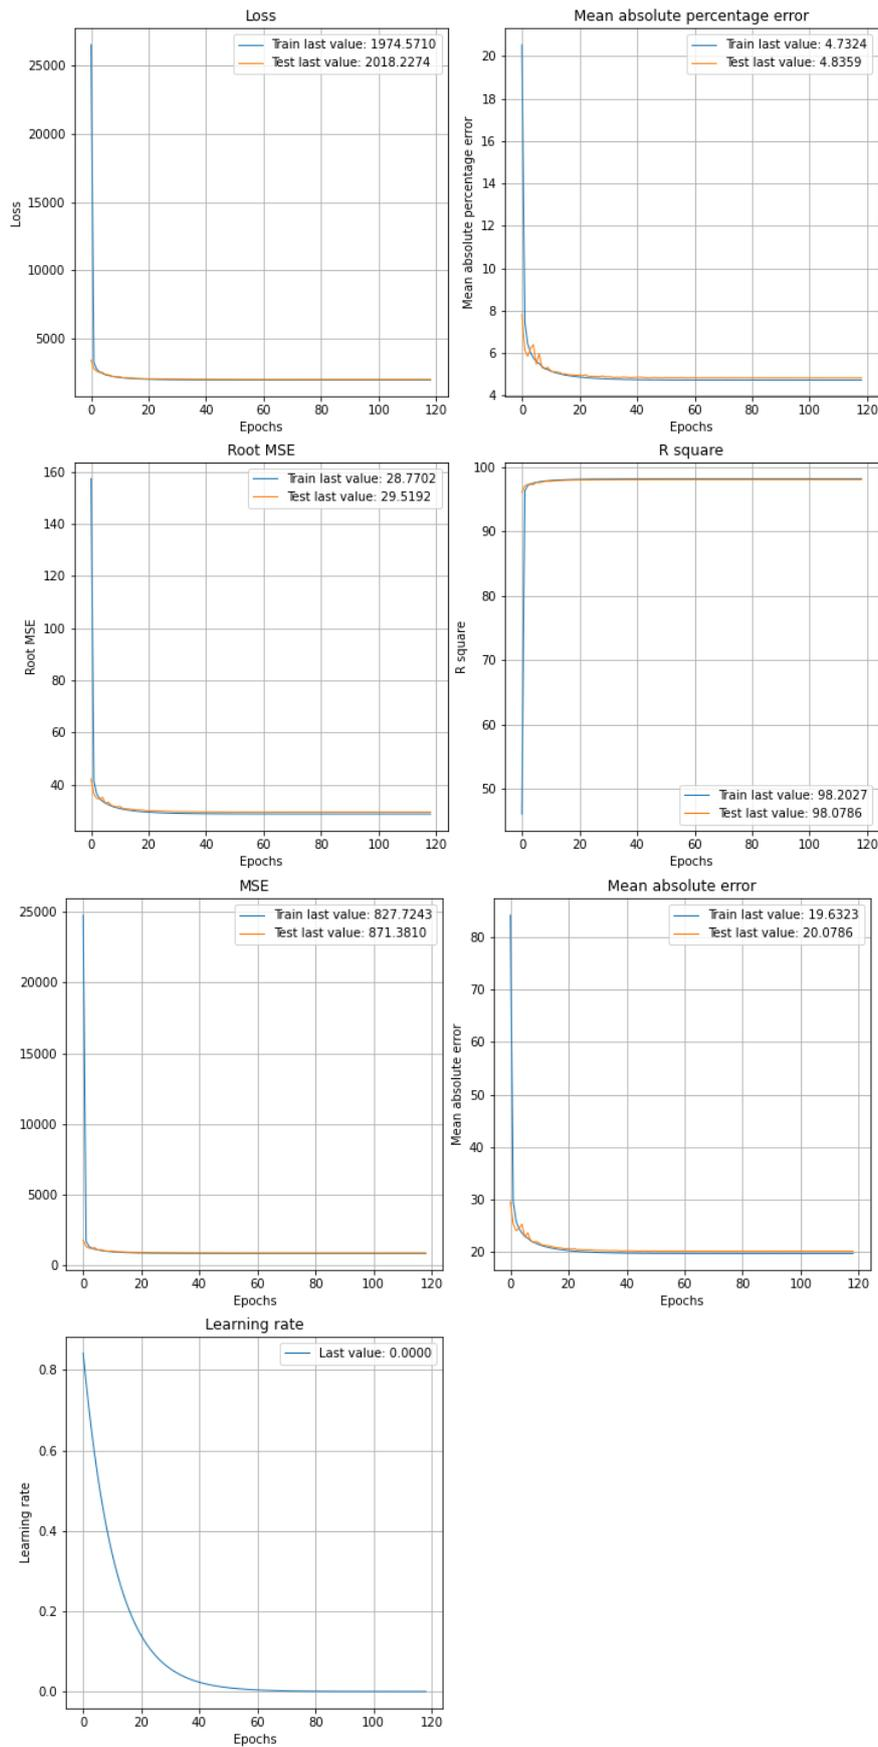 Loss
Train last value: 1974.5710
Test last value: 2018.2274
25000
20000
15000
10000
5000
Loss
0 20 40 60 80 100 120
Epochs
Mean absolute percentage error
Train last value: 4.7324
Test last value: 4.8359
20
18
16
14
12
10
8
6
4
Mean absolute percentage error
0 20 40 60 80 100 120
Epochs
Root MSE
Train last value: 28.7702
Test last value: 29.5192
160
140
120
100
80
60
40
Root MSE
0 20 40 60 80 100 120
Epochs
R square
100
90
80
70
60
50
R square
Train last value: 98.2027
Test last value: 98.0786
0 20 40 60 80 100 120
Epochs
MSE
Train last value: 827.7243
Test last value: 871.3810
25000
20000
15000
10000
5000
0
0 20 40 60 80 100 120
Epochs
Mean absolute error
Train last value: 19.6323
Test last value: 20.0786
80
70
60
50
40
30
20
Mean absolute error
0 20 40 60 80 100 120
Epochs
Learning rate
Last value: 0.0000
0.8
0.6
0.4
0.2
0.0
Learning rate
0 20 40 60 80 100 120
Epochs